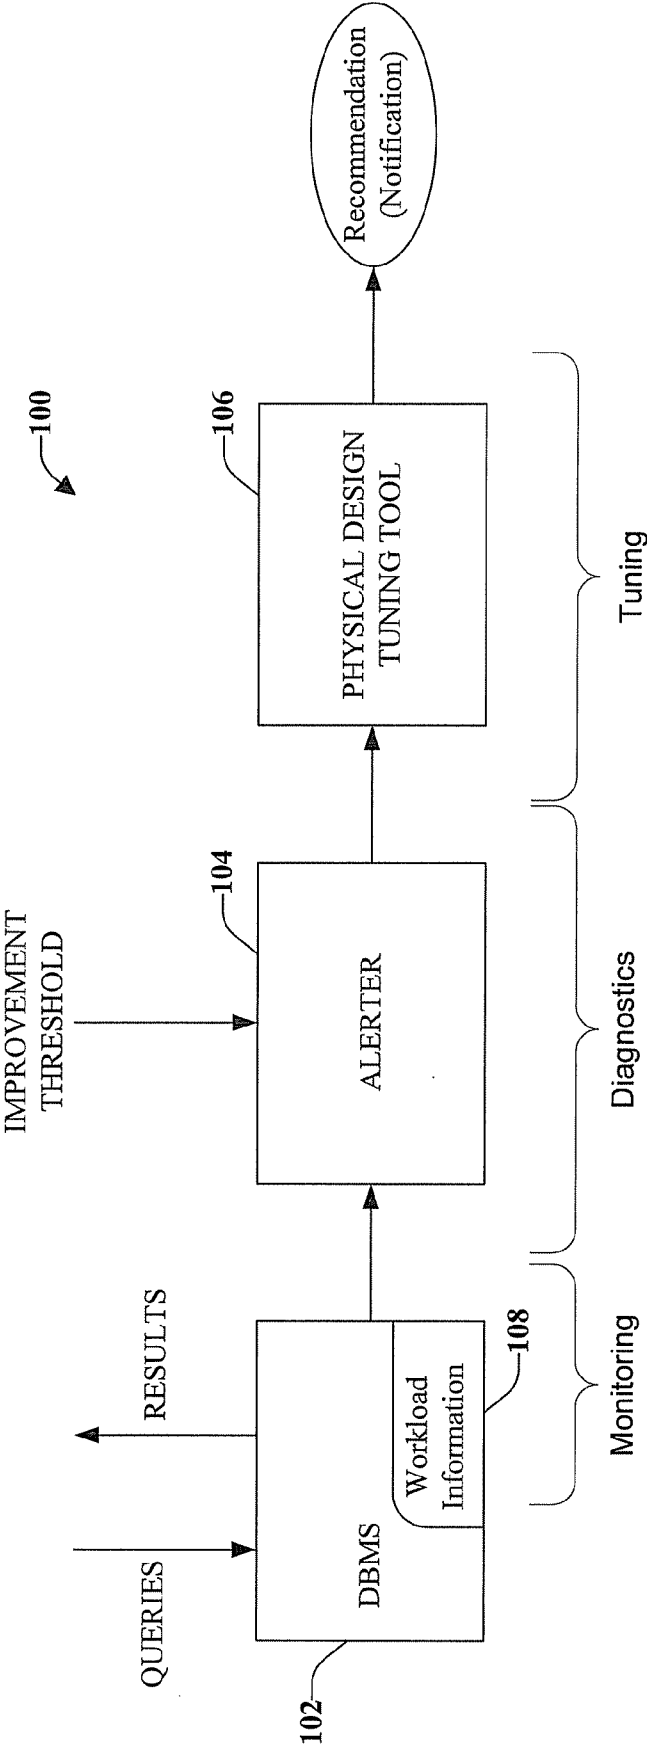 100
QUERIES
RESULTS
IMPROVEMENT
THRESHOLD
102
DBMS
Workload
Information
108
104
ALERTER
106
PHYSICAL DESIGN
TUNING TOOL
Recommendation
(Notification)
Monitoring
Diagnostics
Tuning